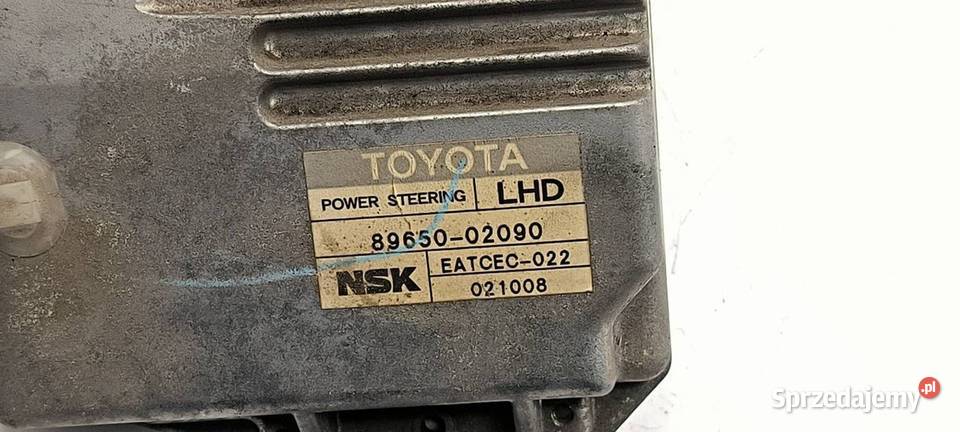 TOYOTA
POWER STEERING LHD
89650-02090
NSK EATCEC-022
021008
Sprzedajemy.pl